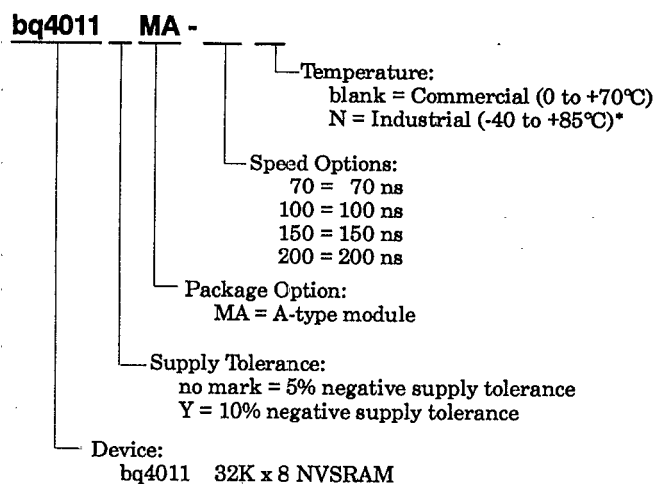 bq4011 _ MA - __ _
Temperature:
blank = Commercial (0 to +70°C)
N = Industrial (-40 to +85°C)*
Speed Options:
70 = 70 ns
100 = 100 ns
150 = 150 ns
200 = 200 ns
Package Option:
MA = A-type module
Supply Tolerance:
no mark = 5% negative supply tolerance
Y = 10% negative supply tolerance
Device:
bq4011 32K x 8 NVSRAM